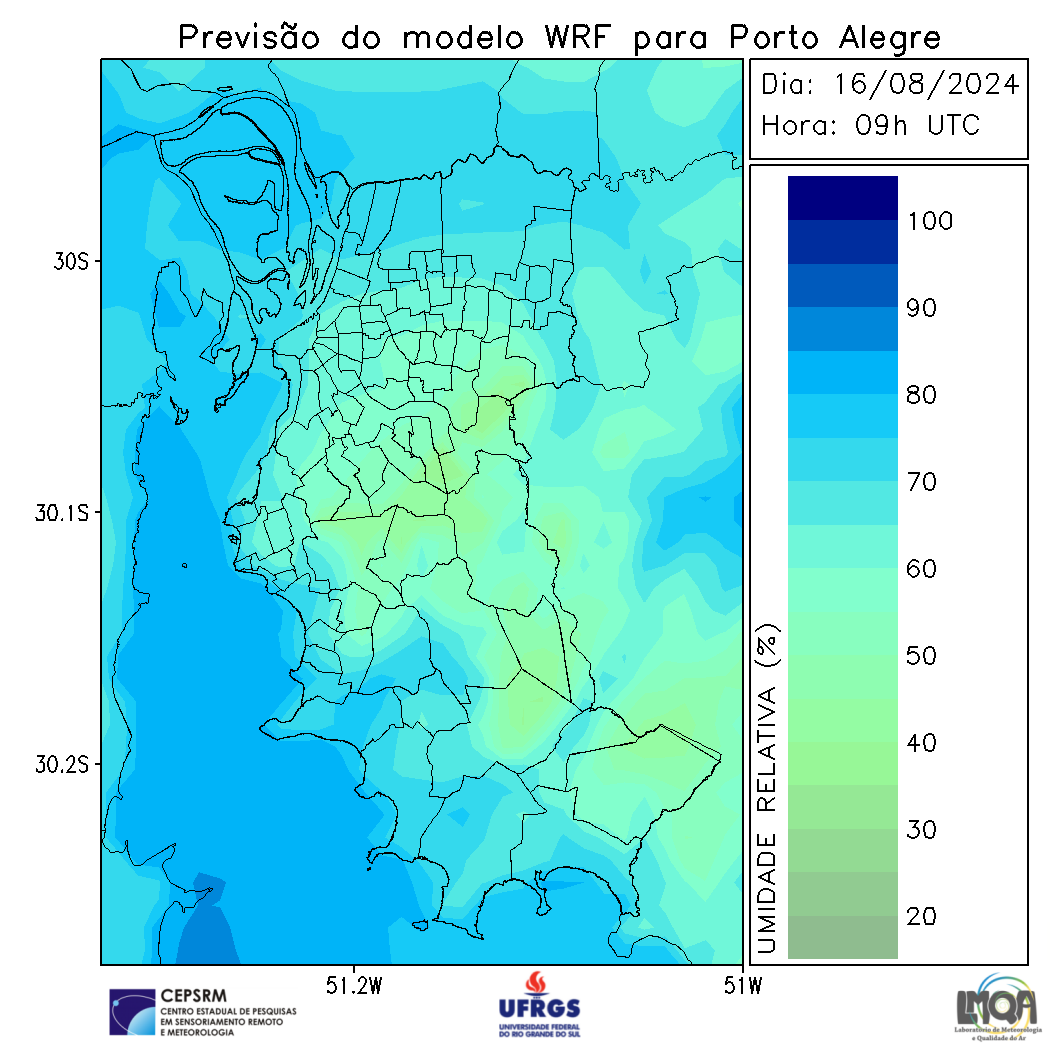 Previsão do modelo WRF para Porto Alegre
Dia: 16/08/2024
Hora: 09h UTC
30S
30.1S
30.2S
51.2W
51W
100
90
80
70
60
50
40
30
20
UMIDADE RELATIVA (%)
CEPSRM
CENTRO ESTADUAL DE PESQUISAS
EM SENSORIAMENTO REMOTO
E METEOROLOGIA
UFRGS
UNIVERSIDADE FEDERAL
DO RIO GRANDE DO SUL
LMQA
Laboratório de Meteorologia
e Qualidade do Ar